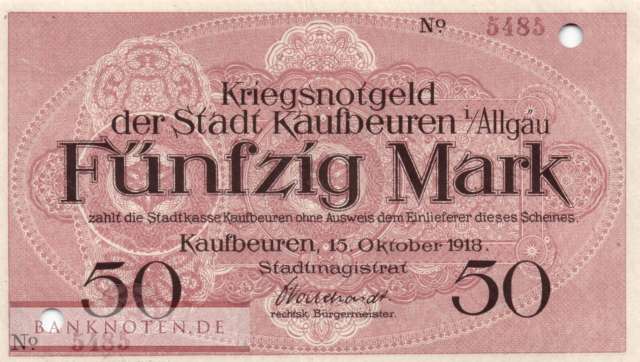 No 5485
Kriegsnotgeld
der Stadt Kaufbeuren i/Allgäu
Fünfzig Mark
zahlt die Stadtkasse Kaufbeuren ohne Ausweis dem Einlieferer dieses Scheines.
Kaufbeuren, 15. Oktober 1918.
50 Stadtmagistrat 50
rechtsk. Bürgermeister.
BANKNOTEN.DE
No 5485